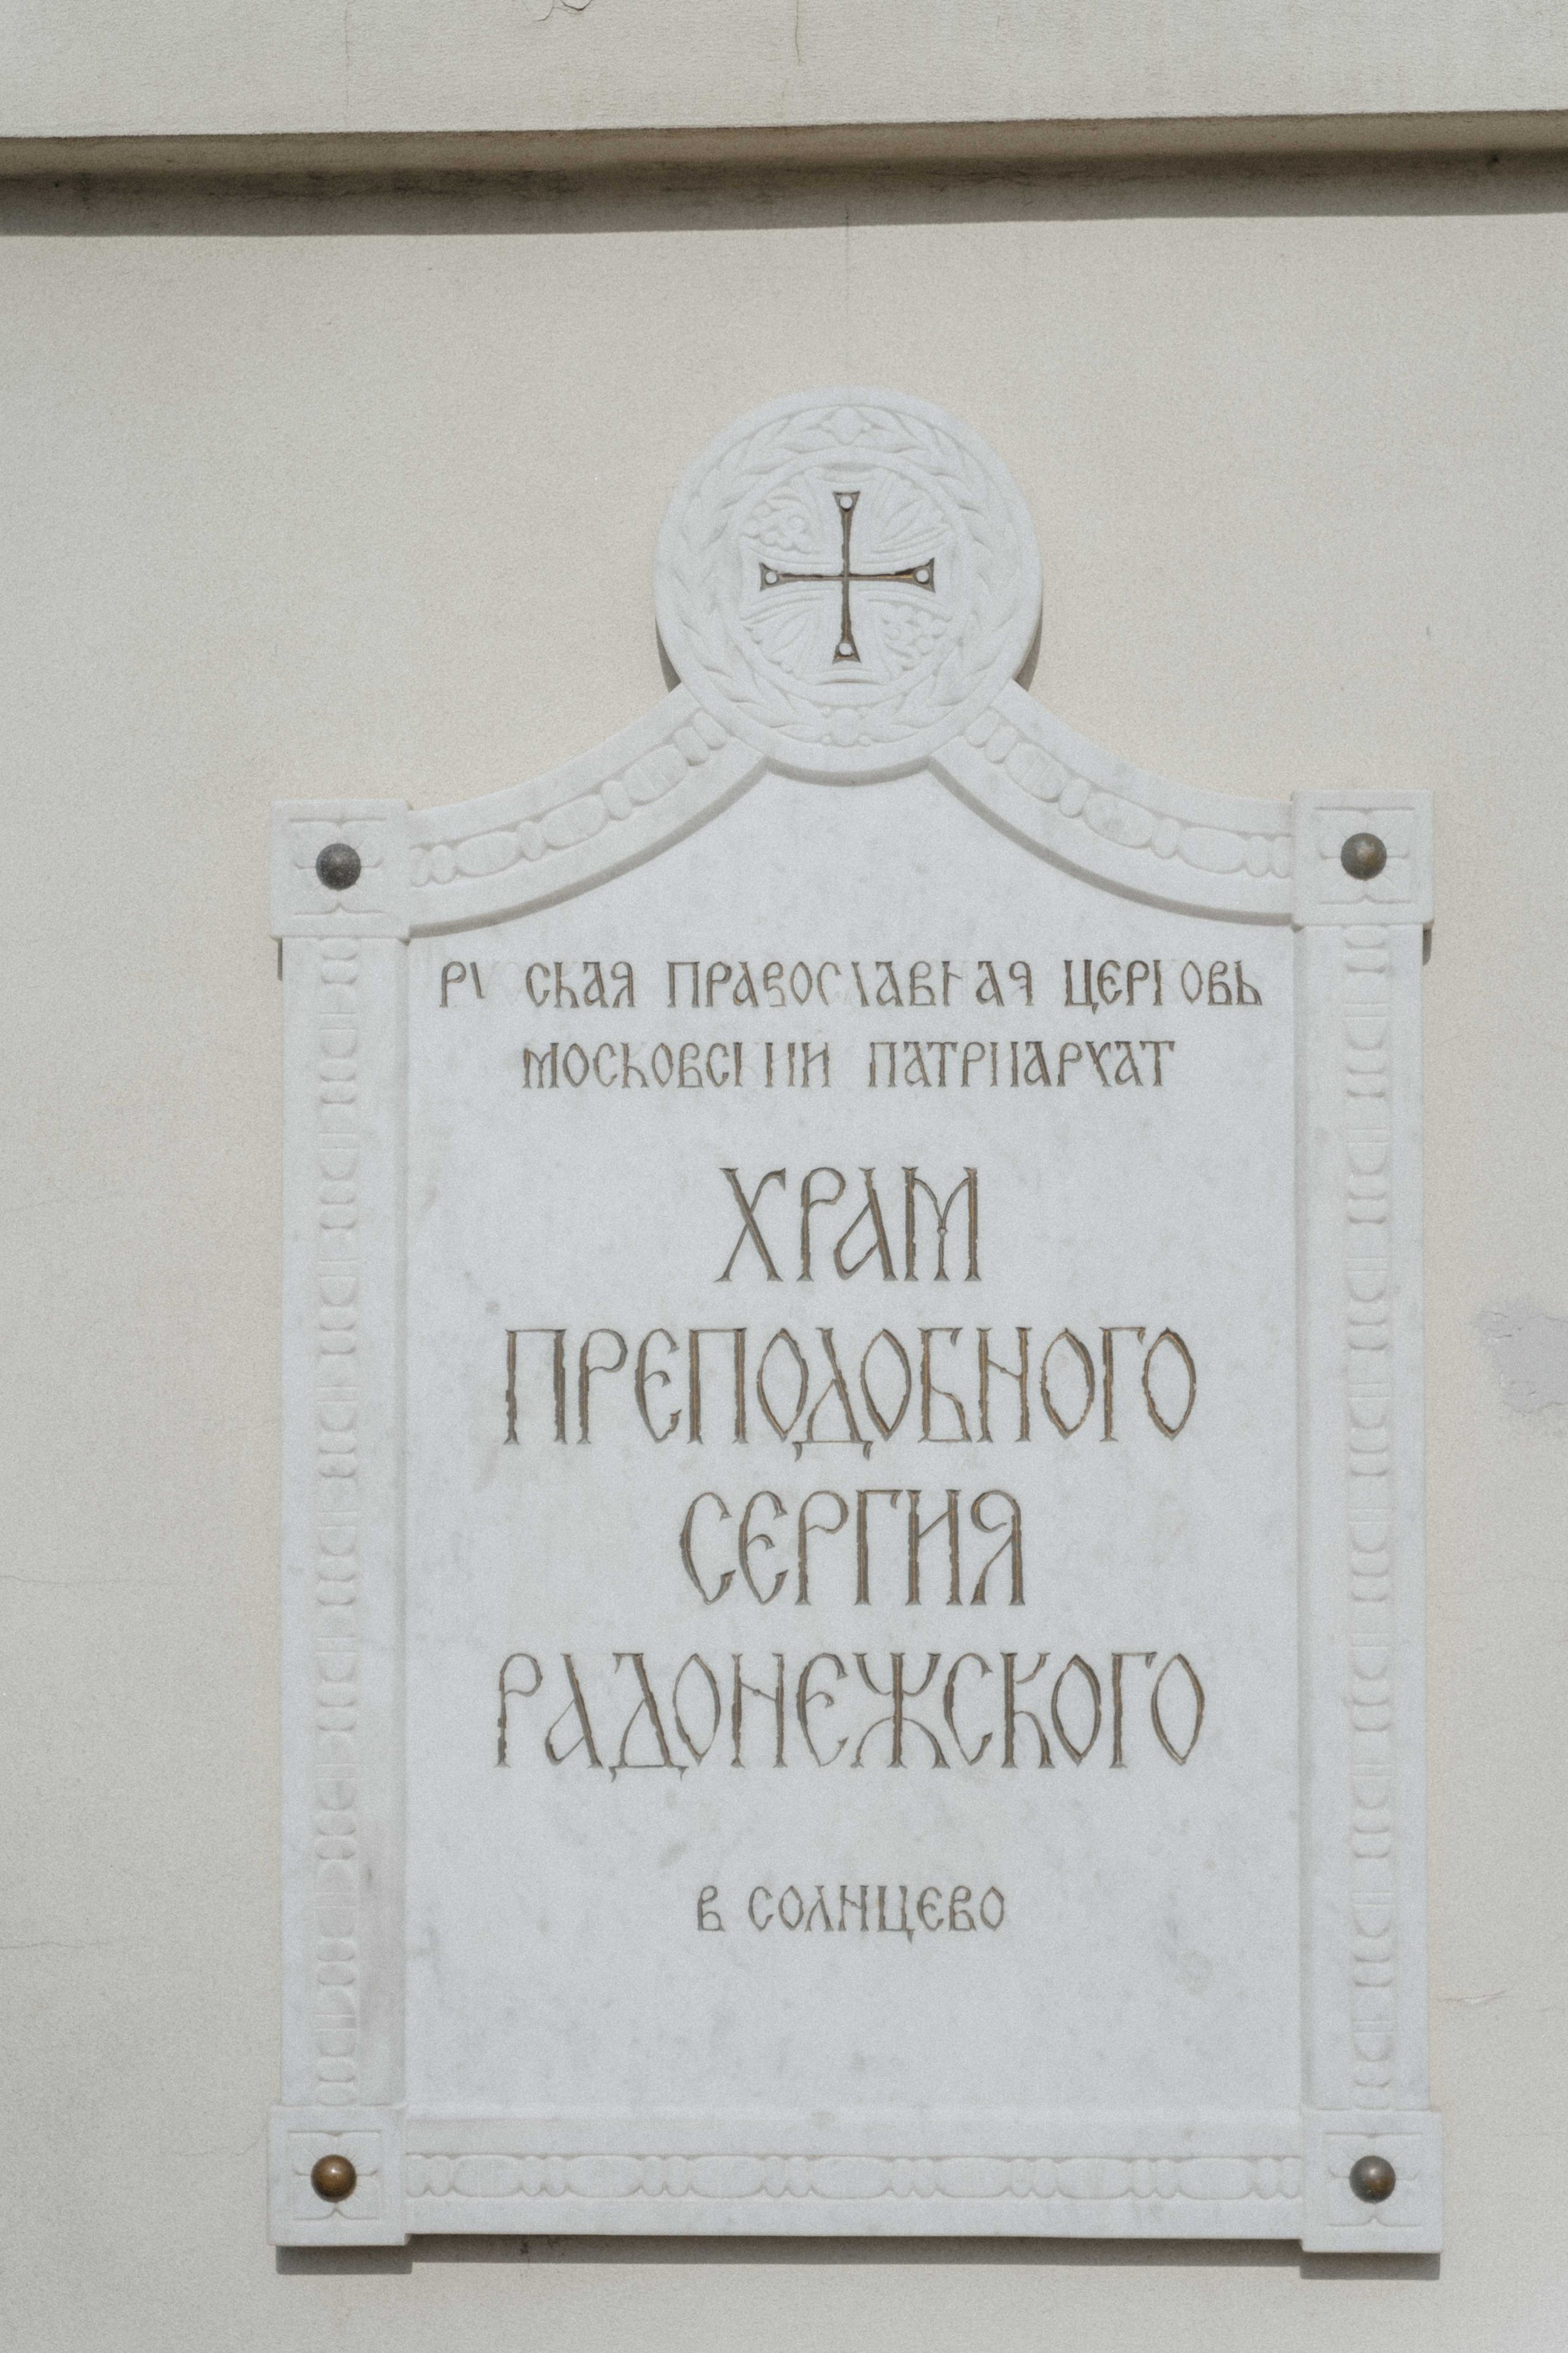 РУССКАЯ ПРАВОСЛАВНАЯ ЦЕРКОВЬ
МОСКОВСКИЙ ПАТРИАРХАТ
ХРАМ
ПРЕПОДОБНОГО
СЕРГИЯ
РАДОНЕЖСКОГО
В СОЛНЦЕВО